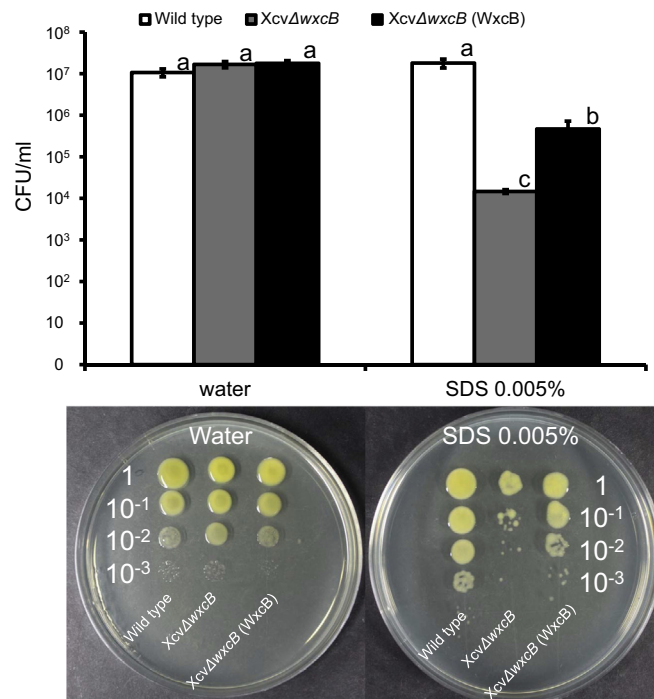 Wild type XcvΔwxcB XcvΔwxcB (WxcB)
CFU/ml
10⁸
10⁷
10⁶
10⁵
10⁴
10³
10²
10
0
a a a a c b
water SDS 0.005%
Water
1
10⁻¹
10⁻²
10⁻³
Wild type
XcvΔwxcB
XcvΔwxcB (WxcB)
SDS 0.005%
1
10⁻¹
10⁻²
10⁻³
Wild type
XcvΔwxcB
XcvΔwxcB (WxcB)